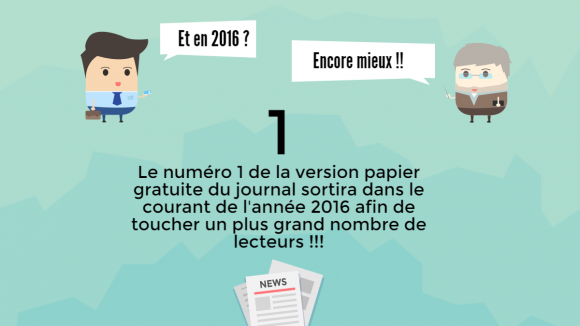 Et en 2016 ?
Encore mieux !!
1
Le numéro 1 de la version papier
gratuite du journal sortira dans le
courant de l'année 2016 afin de
toucher un plus grand nombre de
lecteurs !!!
NEWS